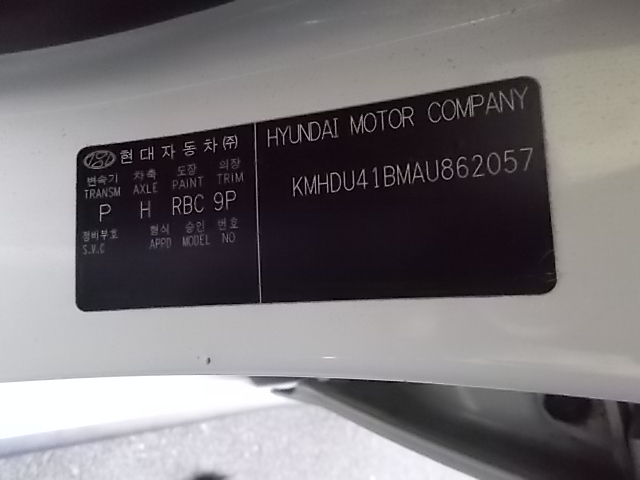 현대자동차(주)
변속기 차축 도장 의장
TRANSM AXLE PAINT TRIM
P H RBC 9P
정비부호 형식 승인 번호
S.V.C APPD MODEL NO
HYUNDAI MOTOR COMPANY
KMHDU41BMAU862057